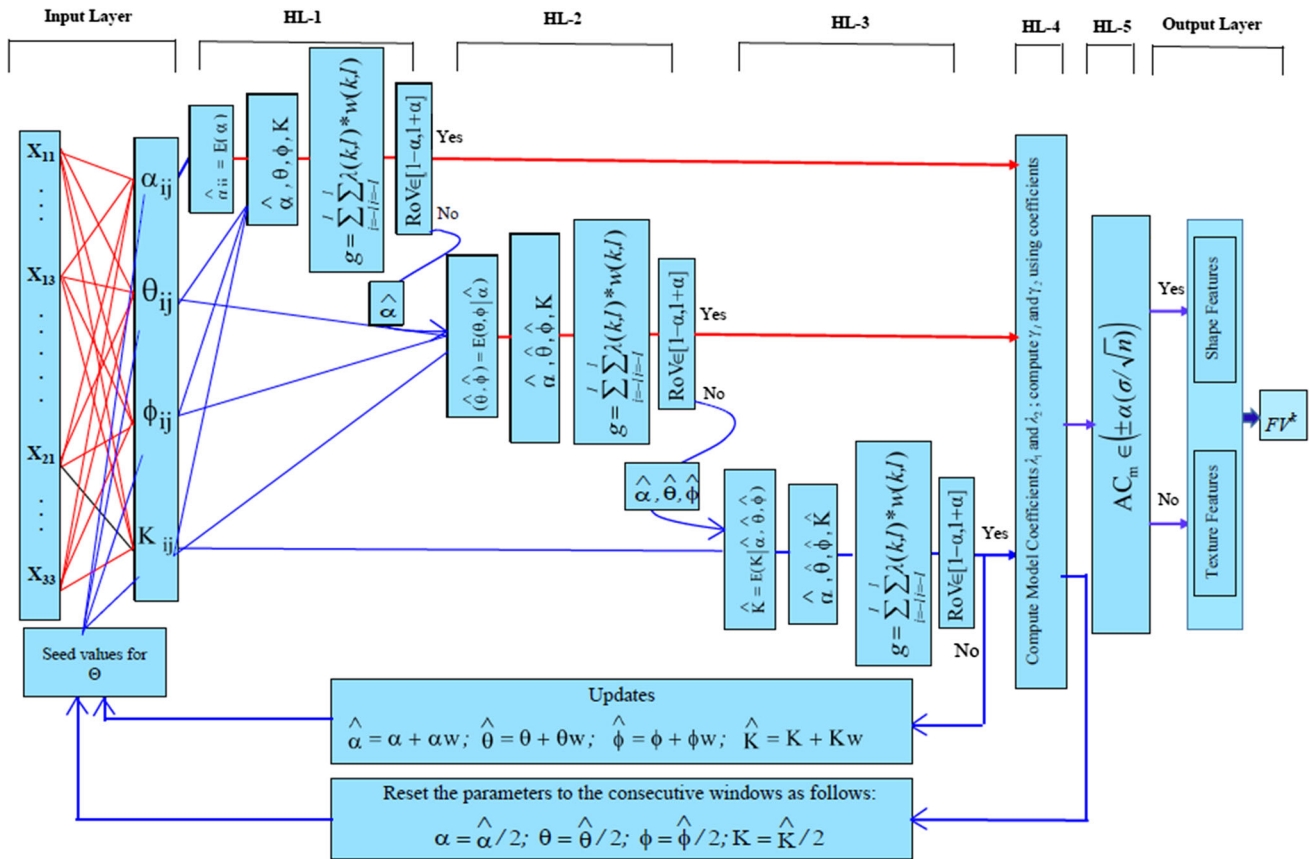 Input Layer
HL-1
HL-2
HL-3
HL-4
HL-5
Output Layer
X11
X13
X21
X33
αij
θij
ϕij
K ij
Seed values for
Θ
α̂ij = E(α)
α̂ , θ, ϕ, K
g = ∑∑λ(k,l)*w(k,l)
RoV∈[1−α,1+α]
Yes
No
α̂
(θ̂, ϕ̂) = E(θ,ϕ|α̂)
α̂, θ̂, ϕ̂, K
g = ∑∑λ(k,l)*w(k,l)
RoV∈[1−α,1+α]
Yes
No
α̂ , θ̂, ϕ̂
K̂ = E(K|α̂, θ̂, ϕ̂)
α̂, θ̂, ϕ̂, K̂
g = ∑∑λ(k,l)*w(k,l)
RoV∈[1−α,1+α]
Yes
No
Compute Model Coefficients λ1 and λ2 ; compute γ1 and γ2 using coefficients
ACm ∈ (±α(σ/√n))
Yes
No
Shape Features
Texture Features
FV^k
Updates
α̂ = α + αw; θ̂ = θ + θw; ϕ̂ = ϕ + ϕw; K̂ = K + Kw
Reset the parameters to the consecutive windows as follows:
α = α̂/2; θ = θ̂/2; ϕ = ϕ̂/2; K = K̂/2